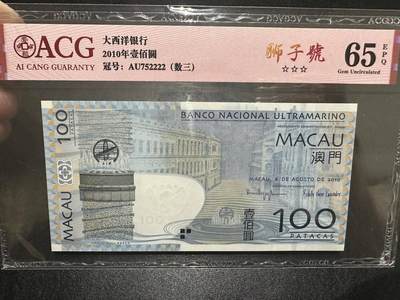 ACG
AI CANG GUARANTY
大西洋银行
2010年壹佰圓
冠号：AU752222（数三）
獅子號
☆☆☆
65 EPQ
Gem Uncirculated
100
BANCO NACIONAL ULTRAMARINO
MACAU
澳門
MACAU, 8 DE AGOSTO DE 2010
MACAU
壹佰圓
100
PATACAS